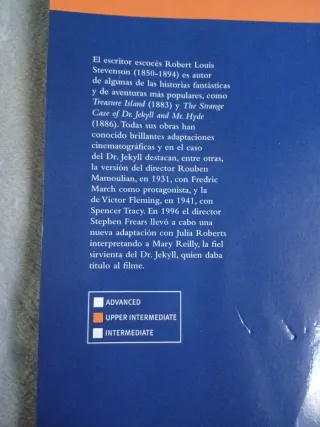 El escritor escocés Robert Louis
Stevenson (1850-1894) es autor
de algunas de las historias fantásticas
y de aventuras más populares, como
Treasure Island (1883) y The Strange
Case of Dr. Jekyll and Mr. Hyde
(1886). Todas sus obras han
conocido brillantes adaptaciones
cinematográficas y en el caso
del Dr. Jekyll destacan, entre otras,
la versión del director Rouben
Mamoulian, en 1931, con Fredric
March como protagonista, y la
de Victor Fleming, en 1941, con
Spencer Tracy. En 1996 el director
Stephen Frears llevó a cabo una
nueva adaptación con Julia Roberts
interpretando a Mary Reilly, la fiel
sirvienta del Dr. Jekyll, quien daba
título al filme.
ADVANCED
UPPER INTERMEDIATE
INTERMEDIATE